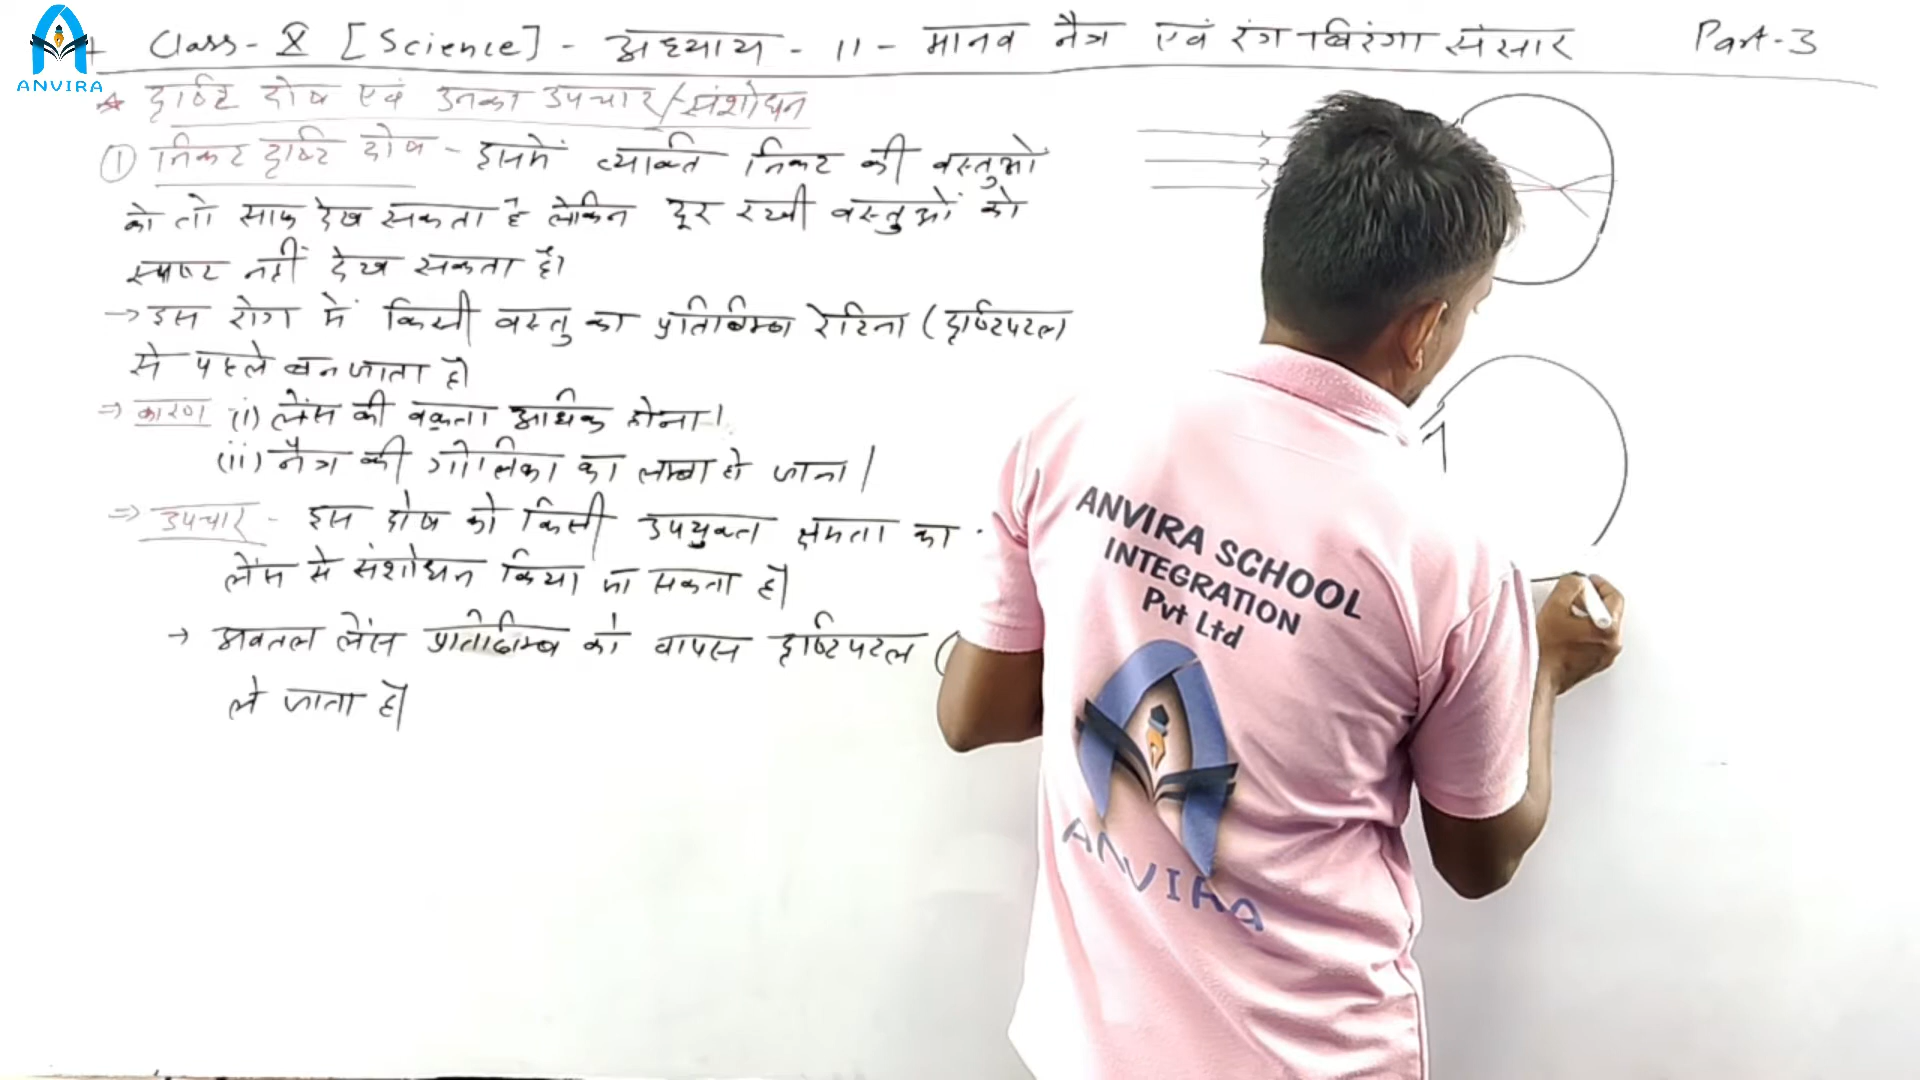 ANVIRA
Class - X [Science] - अध्याय - 11 - मानव नैत्र एवं रंग बिरंगा संसार Part-3
* दृष्टि दोष एवं उनका उपचार/संशोधन
① निकट दृष्टि दोष - इसमें व्यक्ति निकट की वस्तुओं
को तो साफ देख सकता है लेकिन दूर रखी वस्तुओं को
स्पष्ट नहीं देख सकता है।
→ इस रोग में किसी वस्तु का प्रतिबिम्ब रेटिना (दृष्टिपटल)
से पहले बन जाता है।
⇒ कारण (i) लेंस की वक्रता अधिक होना।
(ii) नैत्र की गोलिका का लम्बा हो जाना।
⇒ उपचार - इस दोष को किसी उपयुक्त क्षमता का
लेंस से संशोधन किया जा सकता है।
→ अवतल लेंस प्रतिबिम्ब को वापस दृष्टिपटल (
ले जाता है।
ANVIRA SCHOOL
INTEGRATION
Pvt Ltd
ANVIRA